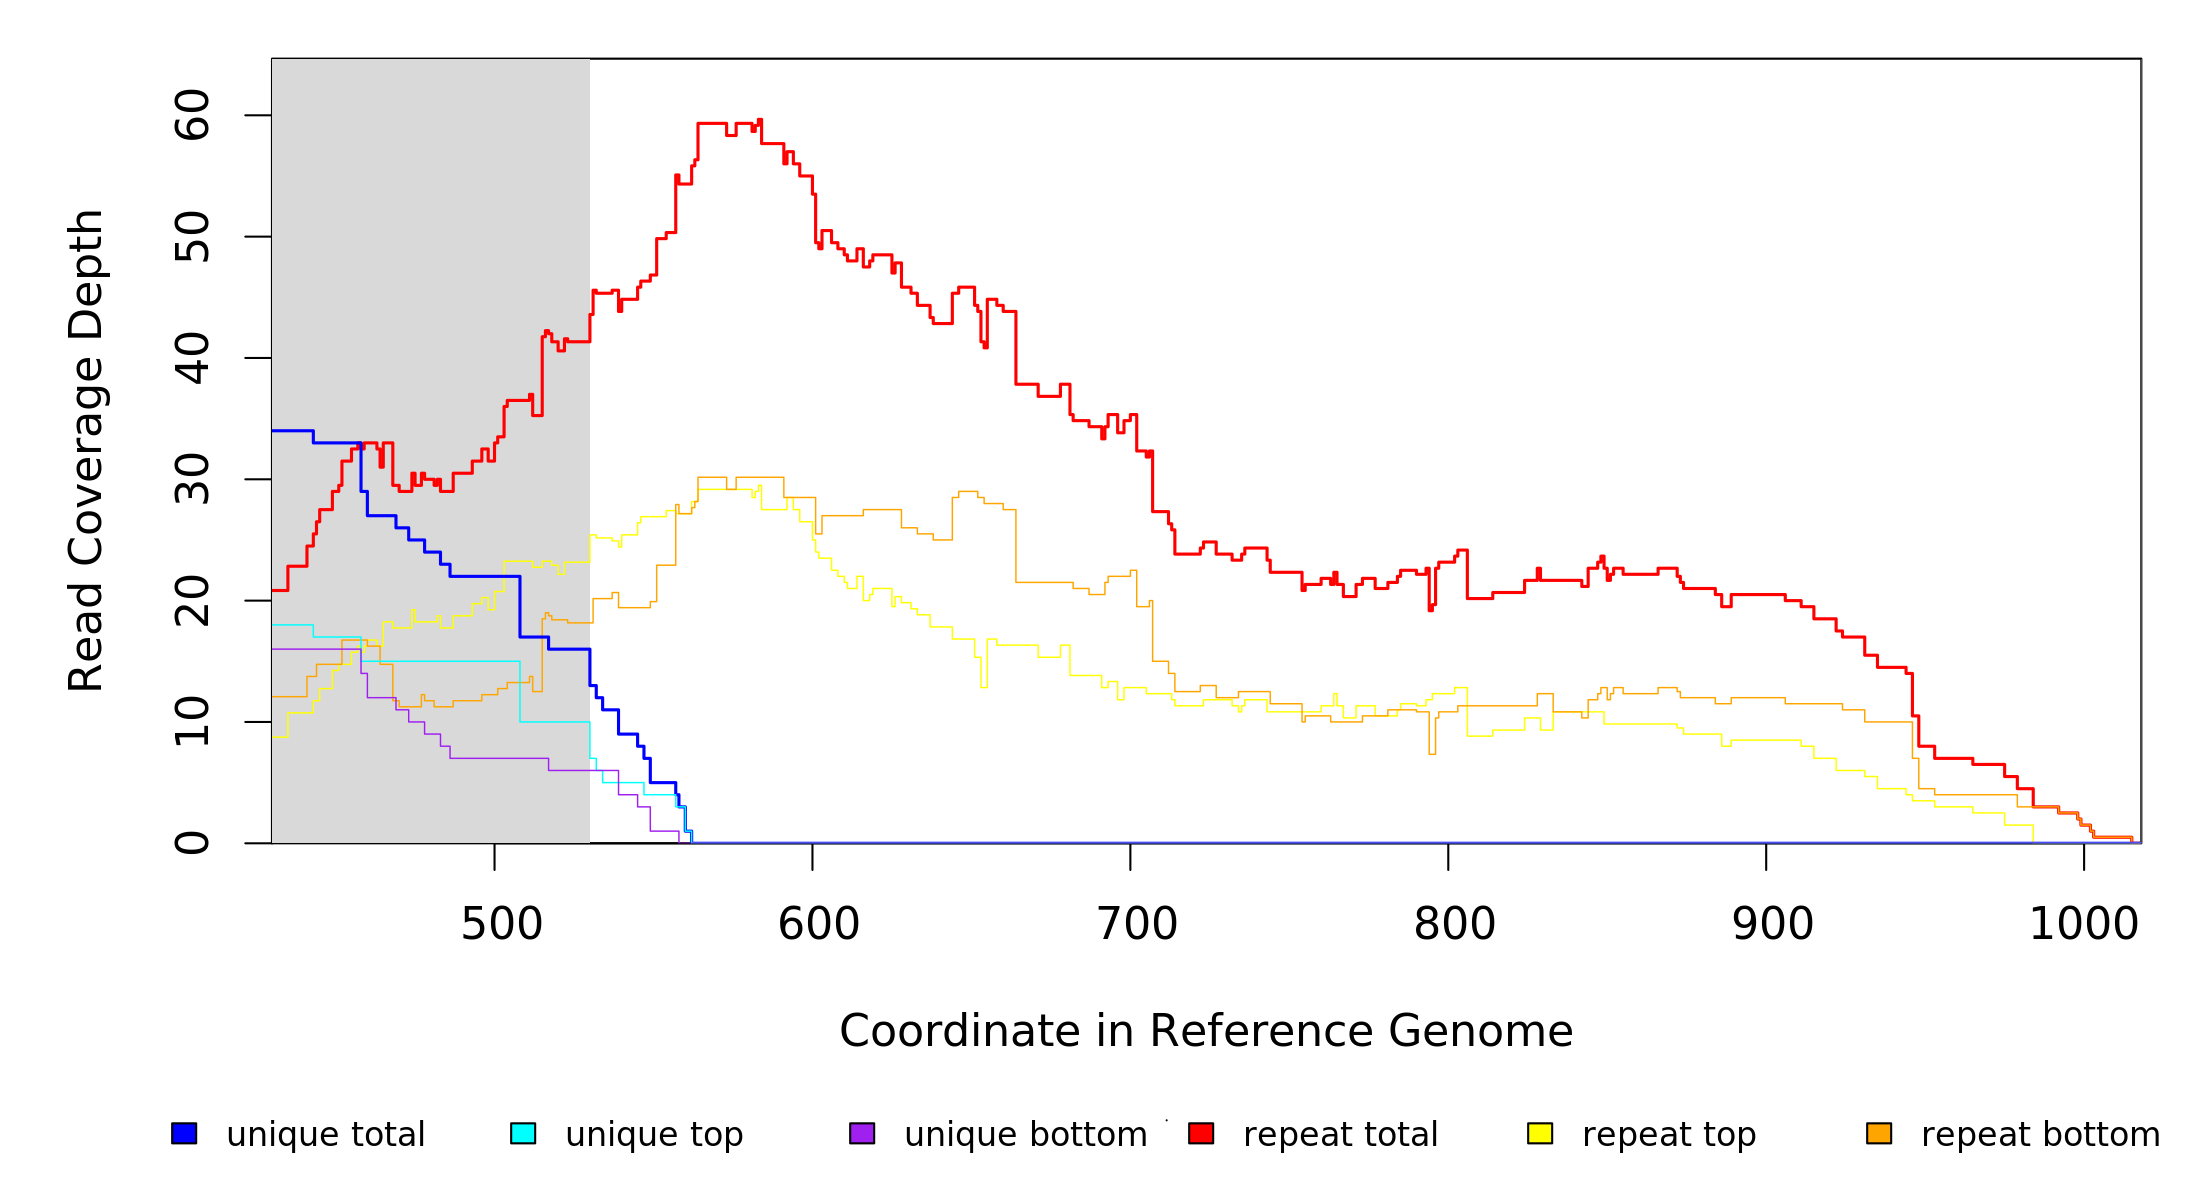 Read Coverage Depth
60
50
40
30
20
10
0
500 600 700 800 900 1000
Coordinate in Reference Genome
unique total unique top unique bottom repeat total repeat top repeat bottom